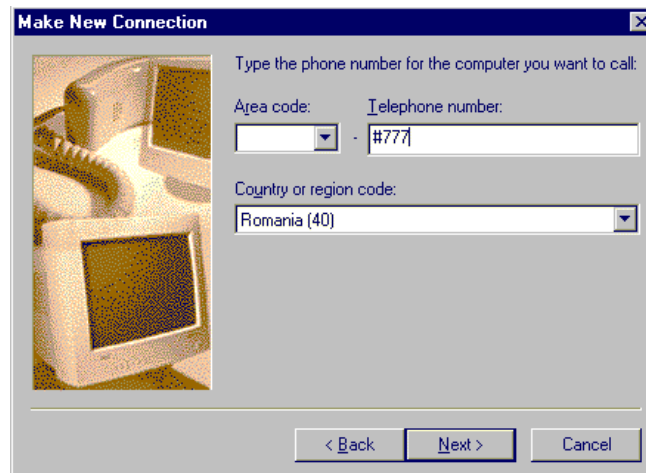 Make New Connection
Type the phone number for the computer you want to call:
Area code: Telephone number:
- #777
Country or region code:
Romania (40)
< Back Next > Cancel